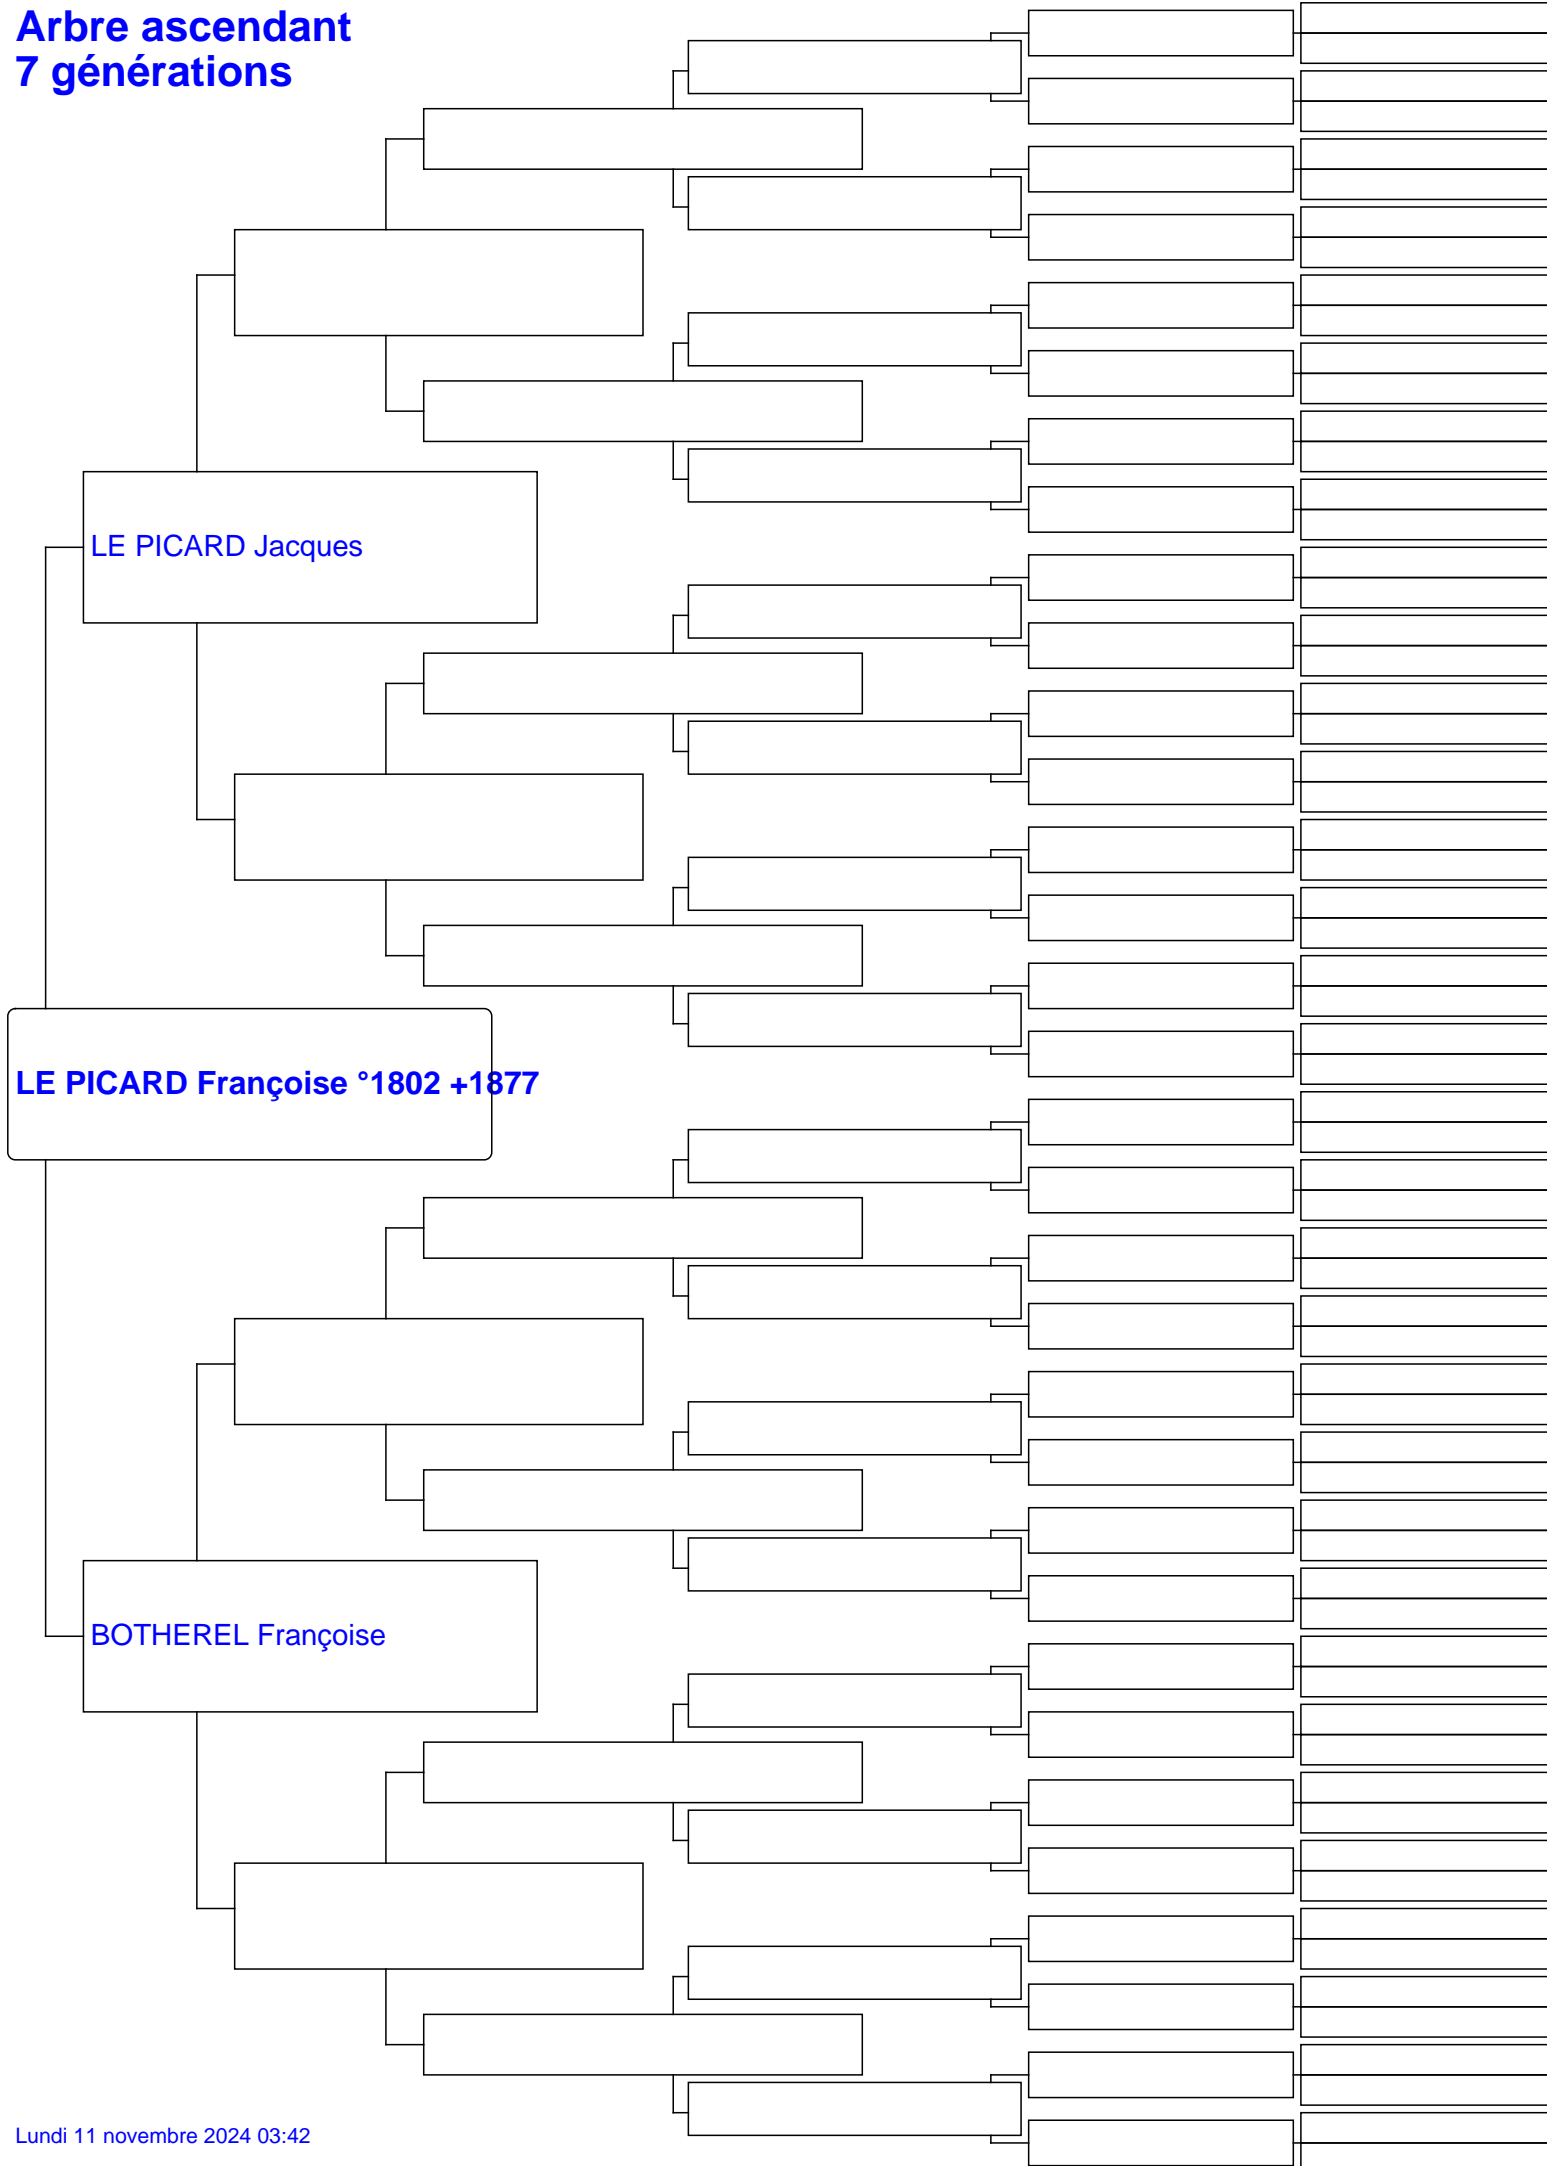 Arbre ascendant
7 générations
LE PICARD Jacques
LE PICARD Françoise °1802 +1877
BOTHEREL Françoise
Lundi 11 novembre 2024 03:42